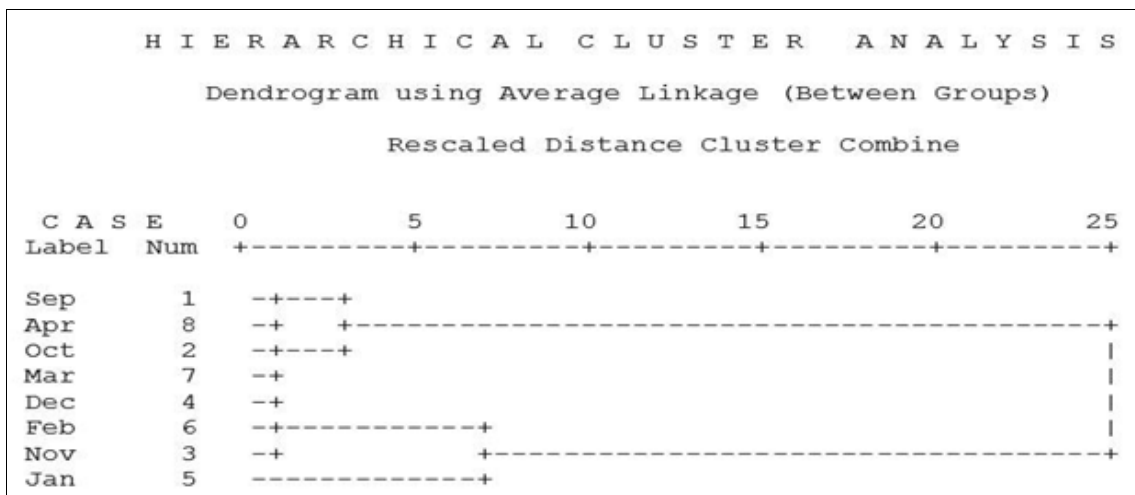 H I E R A R C H I C A L  C L U S T E R   A N A L Y S I S
Dendrogram using Average Linkage (Between Groups)
Rescaled Distance Cluster Combine
C A S E    0         5        10        15        20        25
Label  Num  +---------+---------+---------+---------+---------+
Sep      1   -+---+
Apr      8   -+   +-------------------------------------------+
Oct      2   -+---+                                           |
Mar      7   -+                                               |
Dec      4   -+                                               |
Feb      6   -+-----------+                                   |
Nov      3   -+           +-----------------------------------+
Jan      5   -------------+